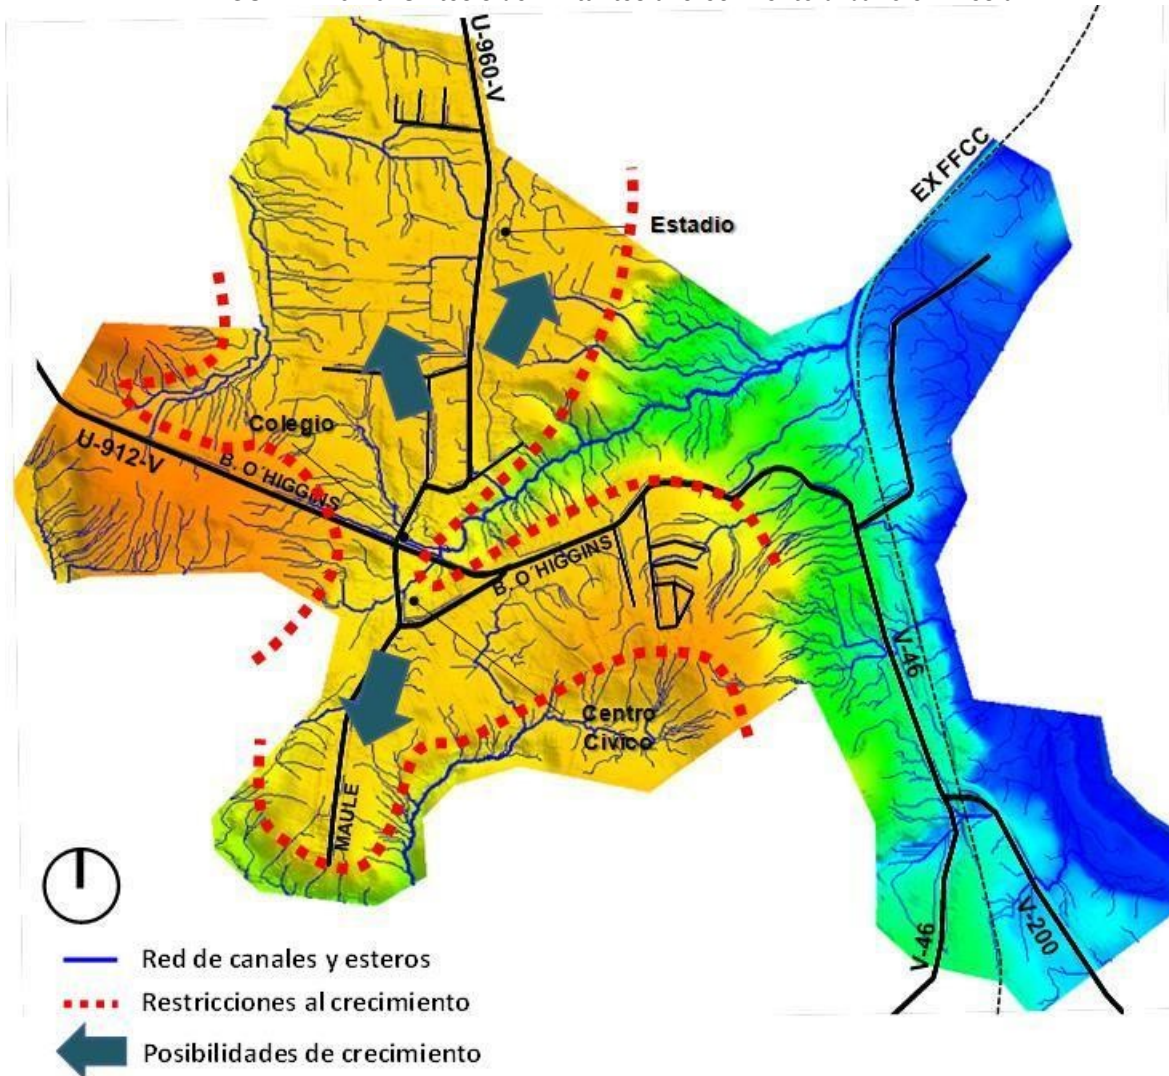 U-960-V
EX FFCC
Estadio
Colegio
U-912-V
B. O´HIGGINS
B. O´HIGGINS
V-46
Centro
Civico
MAULE
V-46
V-200
Red de canales y esteros
Restricciones al crecimiento
Posibilidades de crecimiento